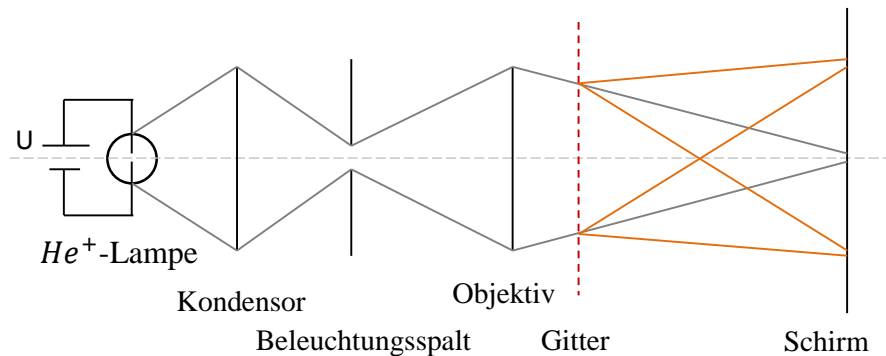 U
He⁺-Lampe
Kondensor
Objektiv
Beleuchtungsspalt
Gitter
Schirm